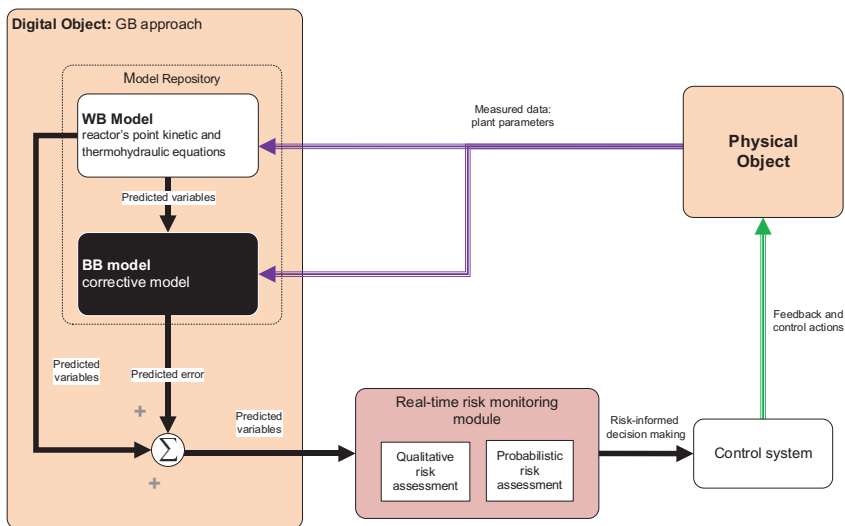 Digital Object: GB approach
Model Repository
WB Model
reactor's point kinetic and
thermohydraulic equations
Predicted variables
BB model
corrective model
Predicted
variables
Predicted error
+
Σ
+
Predicted
variables
Measured data:
plant parameters
Physical
Object
Feedback and
control actions
Real-time risk monitoring
module
Qualitative
risk
assessment
Probabilistic
risk
assessment
Risk-informed
decision making
Control system